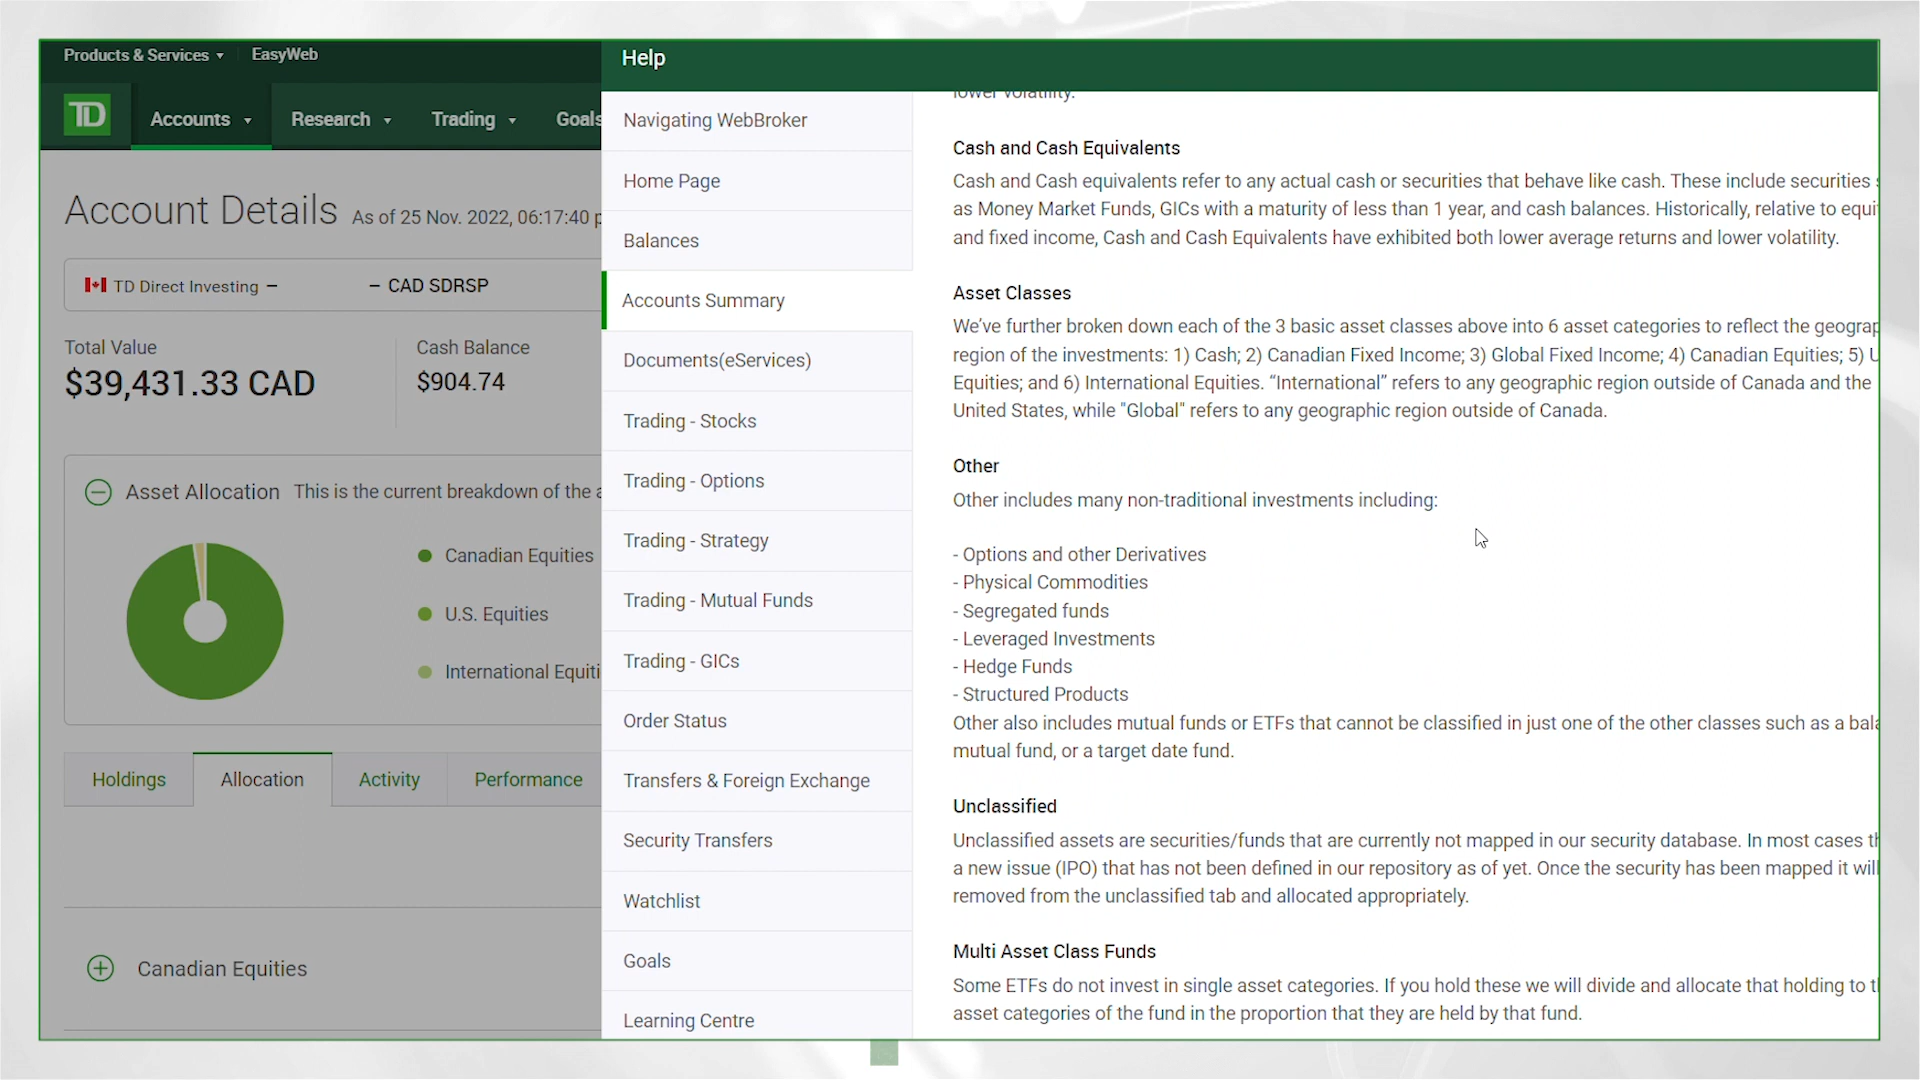 Products & Services
EasyWeb
TD
Accounts
Research
Trading
Goals
Account Details As of 25 Nov. 2022, 06:17:40
TD Direct Investing – – CAD SDRSP
Total Value
$39,431.33 CAD
Cash Balance
$904.74
Asset Allocation This is the current breakdown of the
Canadian Equities
U.S. Equities
International
Holdings
Allocation
Activity
Performance
Canadian Equities
Help
Navigating WebBroker
Home Page
Balances
Accounts Summary
Documents(eServices)
Trading - Stocks
Trading - Options
Trading - Strategy
Trading - Mutual Funds
Trading - GICs
Order Status
Transfers & Foreign Exchange
Security Transfers
Watchlist
Goals
Learning Centre
lower volatility.
Cash and Cash Equivalents
Cash and Cash equivalents refer to any actual cash or securities that behave like cash. These include securities
as Money Market Funds, GICs with a maturity of less than 1 year, and cash balances. Historically, relative to
and fixed income, Cash and Cash Equivalents have exhibited both lower average returns and lower volatility.
Asset Classes
We’ve further broken down each of the 3 basic asset classes above into 6 asset categories to reflect the
region of the investments: 1) Cash; 2) Canadian Fixed Income; 3) Global Fixed Income; 4) Canadian Equities; 5)
Equities; and 6) International Equities. “International” refers to any geographic region outside of Canada and the
United States, while "Global" refers to any geographic region outside of Canada.
Other
Other includes many non-traditional investments including:
- Options and other Derivatives
- Physical Commodities
- Segregated funds
- Leveraged Investments
- Hedge Funds
- Structured Products
Other also includes mutual funds or ETFs that cannot be classified in just one of the other classes such as a
mutual fund, or a target date fund.
Unclassified
Unclassified assets are securities/funds that are currently not mapped in our security database. In most cases
a new issue (IPO) that has not been defined in our repository as of yet. Once the security has been mapped it will
removed from the unclassified tab and allocated appropriately.
Multi Asset Class Funds
Some ETFs do not invest in single asset categories. If you hold these we will divide and allocate that holding to
asset categories of the fund in the proportion that they are held by that fund.